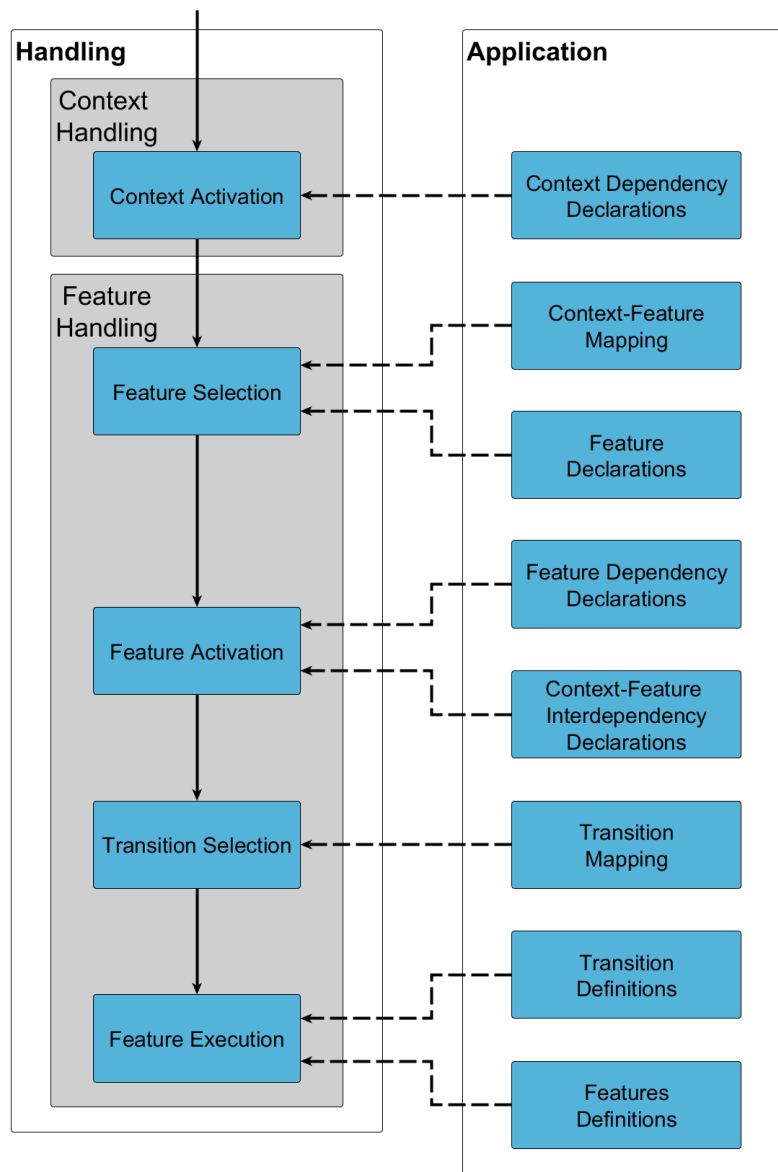 Handling
Context
Handling
Context Activation
Feature
Handling
Feature Selection
Feature Activation
Transition Selection
Feature Execution
Application
Context Dependency
Declarations
Context-Feature
Mapping
Feature
Declarations
Feature Dependency
Declarations
Context-Feature
Interdependency
Declarations
Transition
Mapping
Transition
Definitions
Features
Definitions